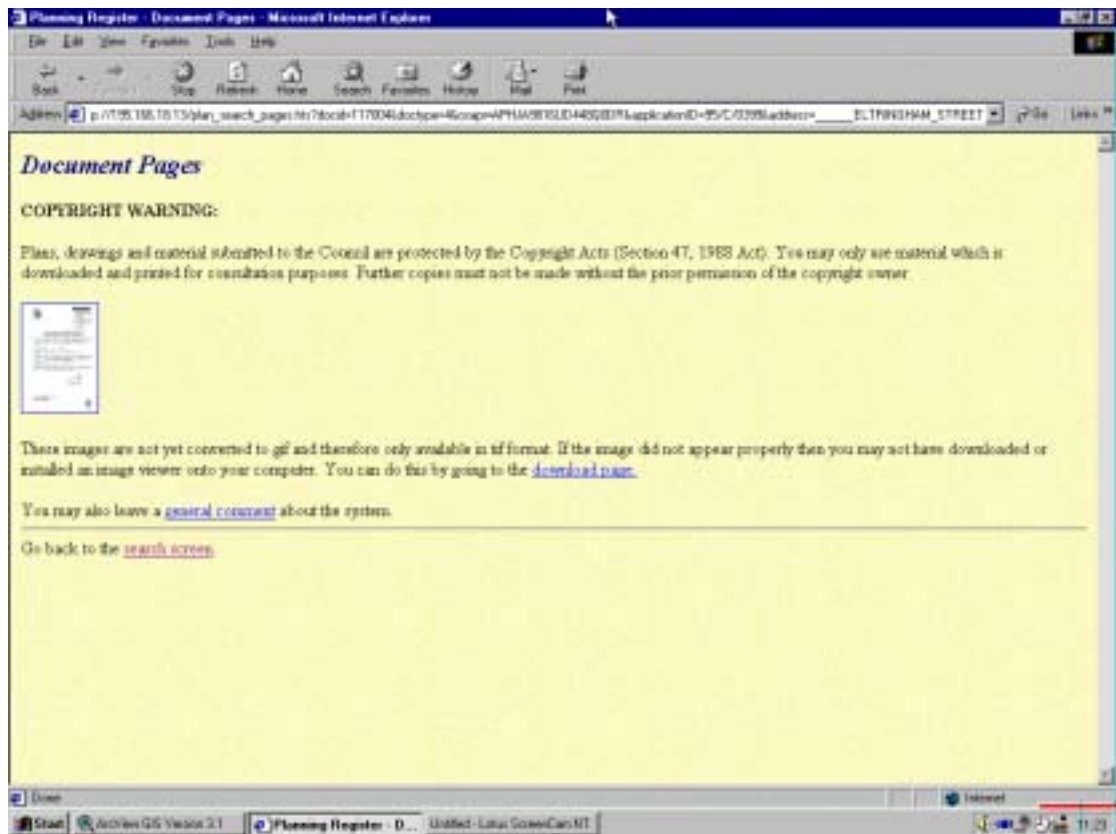 Planning Register - Document Pages - Microsoft Internet Explorer
File Edit View Favorites Tools Help
Back Stop Refresh Home Search Favorites History Mail Print
Address ELTRINGHAM_STREET Go Links »
Document Pages
COPYRIGHT WARNING:
Plans, drawings and material submitted to the Council are protected by the Copyright Acts (Section 47, 1988 Act). You may only use material which is
downloaded and printed for consultation purposes. Further copies must not be made without the prior permission of the copyright owner.
These images are not yet converted to gif and therefore only available in tif format. If the image did not appear properly then you may not have downloaded or
installed an image viewer onto your computer. You can do this by going to the download page.
You may also leave a general comment about the system.
Go back to the search screen.
Done Internet
Start ArcView GIS Version 3.1 Planning Register - D... Untitled - Lotus ScreenCam NT 11:23